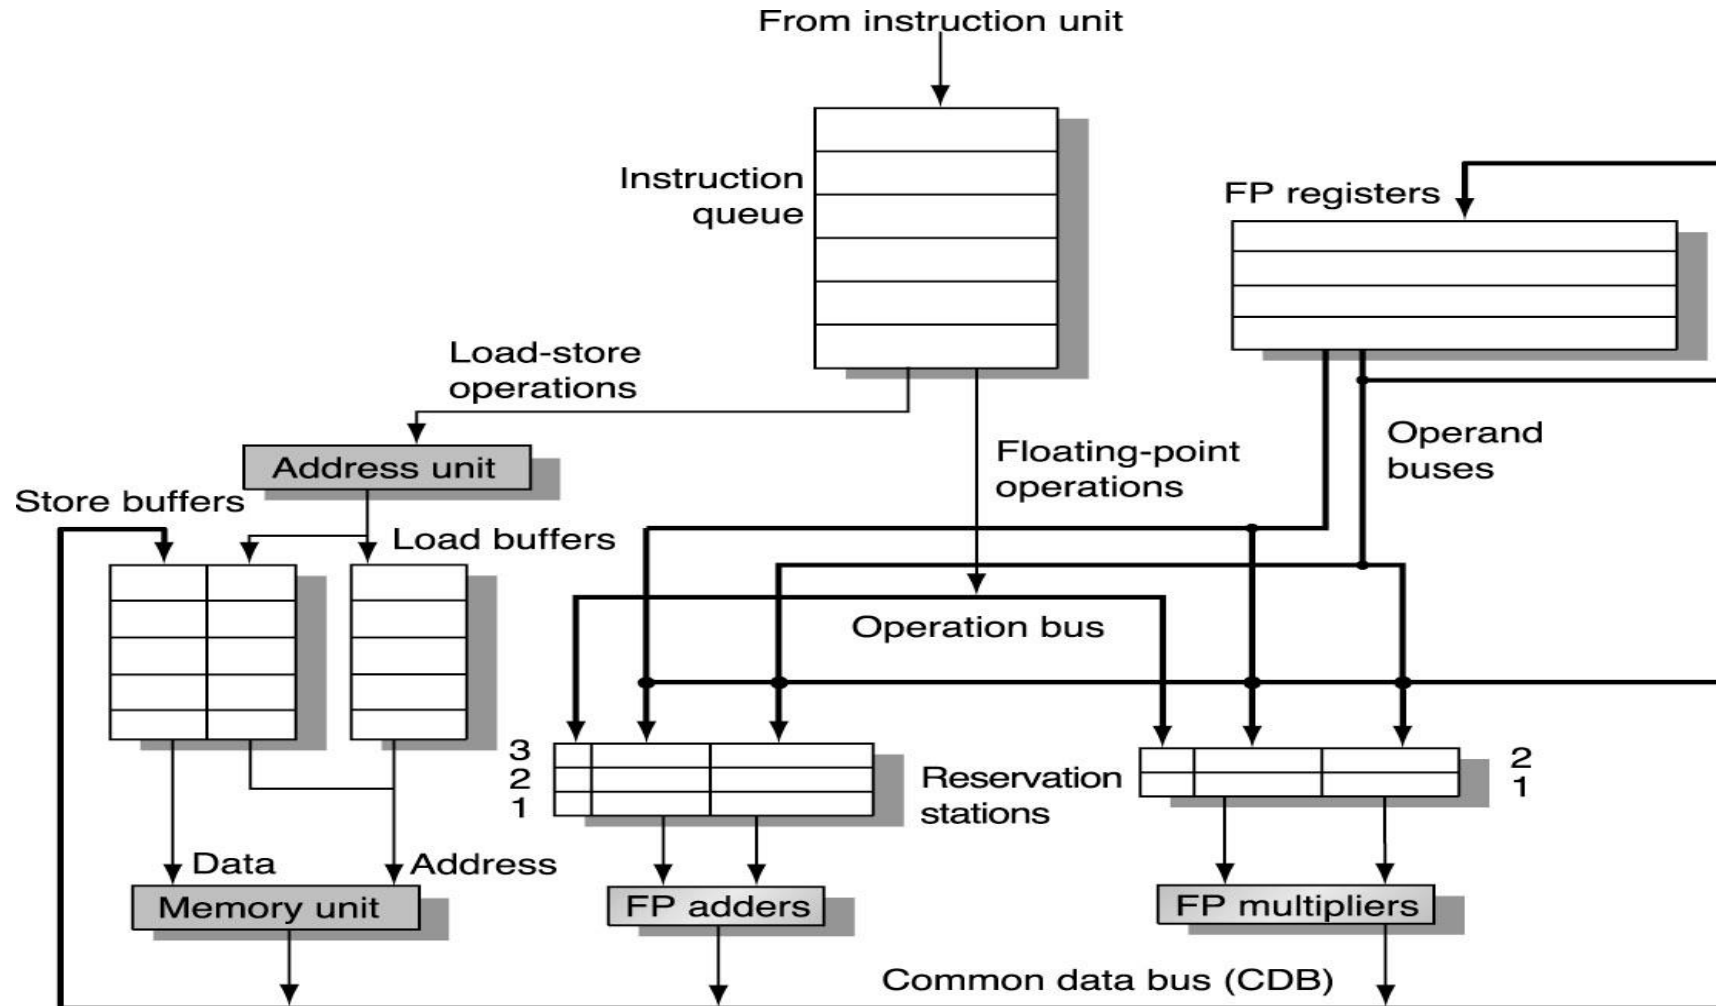 From instruction unit
Instruction
queue
FP registers
Load-store
operations
Address unit
Floating-point
operations
Operand
buses
Store buffers
Load buffers
Operation bus
3
2
1
Reservation
stations
2
1
Data
Address
Memory unit
FP adders
FP multipliers
Common data bus (CDB)